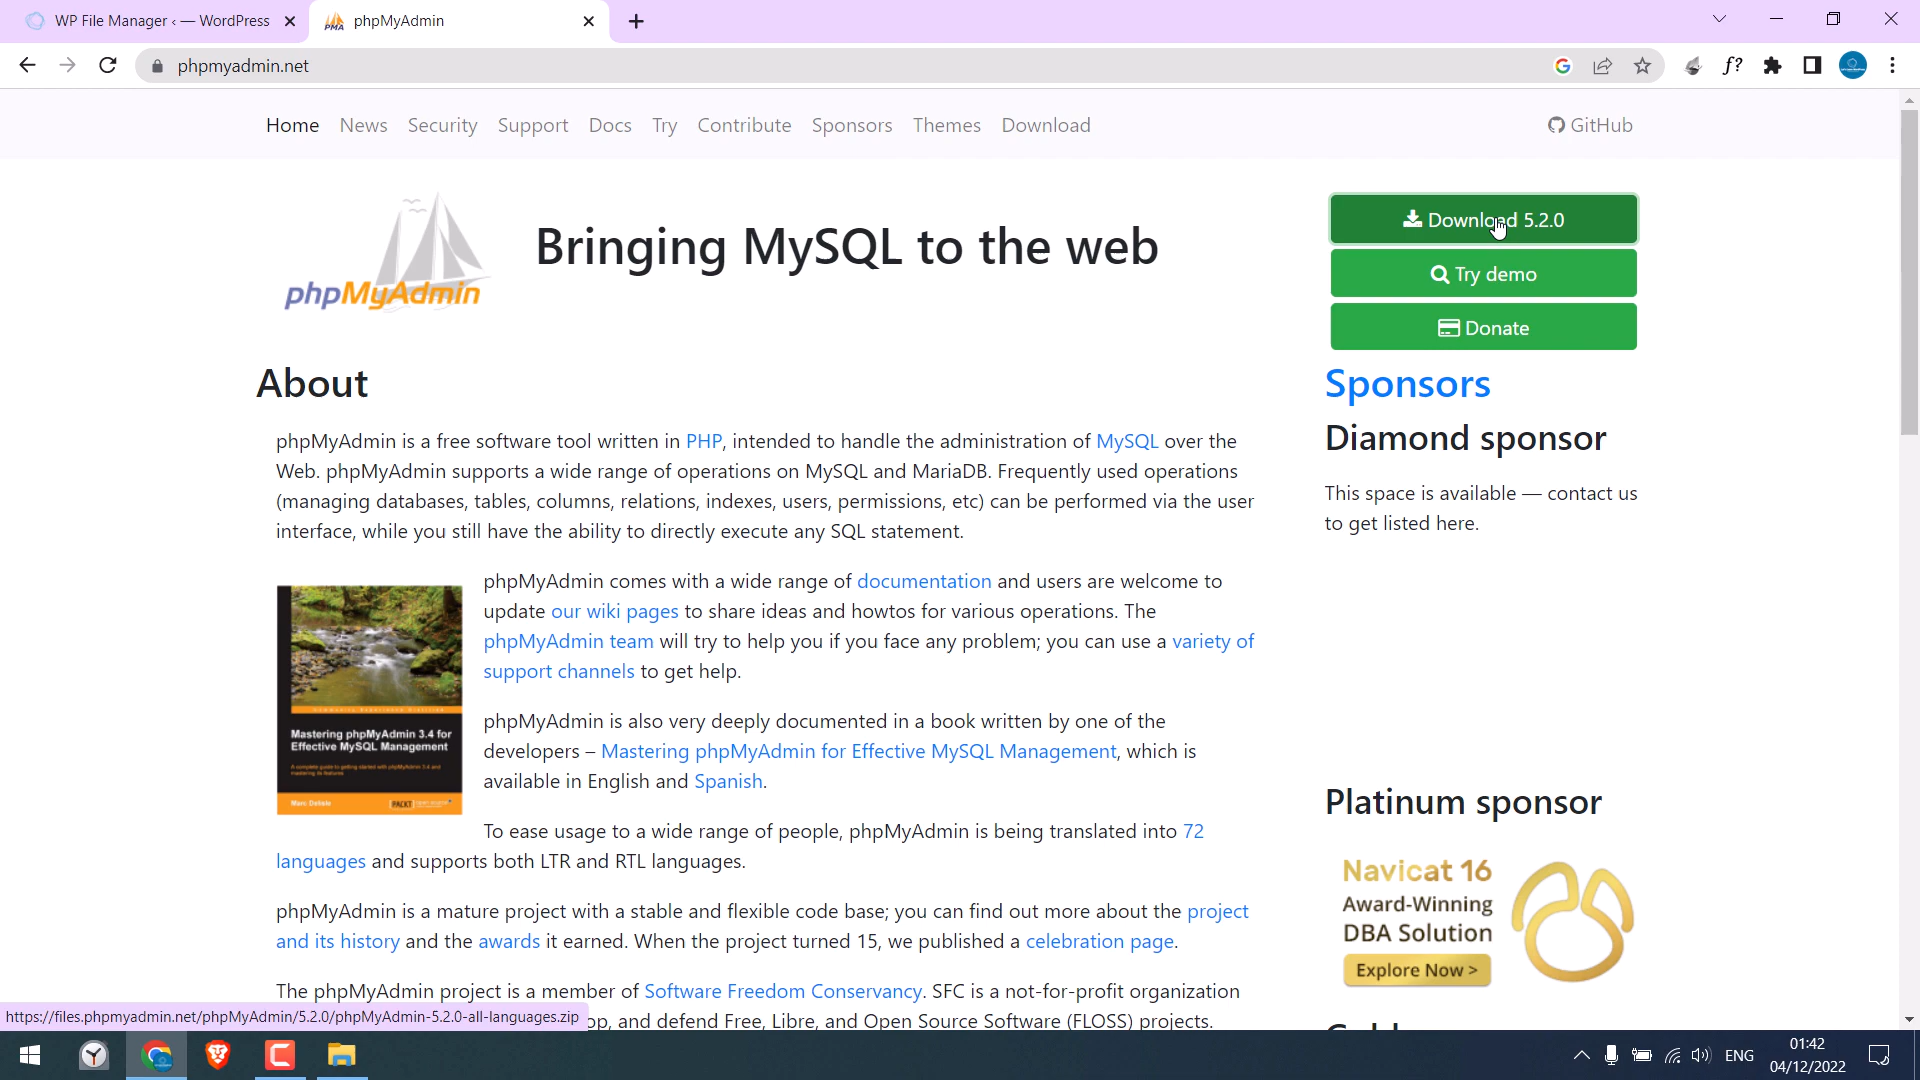 WP File Manager ‹ — WordPress
phpMyAdmin
phpmyadmin.net
f?
Home News Security Support Docs Try Contribute Sponsors Themes Download GitHub
phpMyAdmin
Bringing MySQL to the web
Download 5.2.0
Try demo
Donate
About
phpMyAdmin is a free software tool written in PHP, intended to handle the administration of MySQL over the
Web. phpMyAdmin supports a wide range of operations on MySQL and MariaDB. Frequently used operations
(managing databases, tables, columns, relations, indexes, users, permissions, etc) can be performed via the user
interface, while you still have the ability to directly execute any SQL statement.
Mastering phpMyAdmin 3.4 for
Effective MySQL Management
Marc Delisle
PACKT
phpMyAdmin comes with a wide range of documentation and users are welcome to
update our wiki pages to share ideas and howtos for various operations. The
phpMyAdmin team will try to help you if you face any problem; you can use a variety of
support channels to get help.
phpMyAdmin is also very deeply documented in a book written by one of the
developers – Mastering phpMyAdmin for Effective MySQL Management, which is
available in English and Spanish.
To ease usage to a wide range of people, phpMyAdmin is being translated into 72
languages and supports both LTR and RTL languages.
phpMyAdmin is a mature project with a stable and flexible code base; you can find out more about the project
and its history and the awards it earned. When the project turned 15, we published a celebration page.
The phpMyAdmin project is a member of Software Freedom Conservancy. SFC is a not-for-profit organization
op, and defend Free, Libre, and Open Source Software (FLOSS) projects.
Sponsors
Diamond sponsor
This space is available — contact us
to get listed here.
Platinum sponsor
Navicat 16
Award-Winning
DBA Solution
Explore Now >
https://files.phpmyadmin.net/phpMyAdmin/5.2.0/phpMyAdmin-5.2.0-all-languages.zip
ENG
01:42
04/12/2022